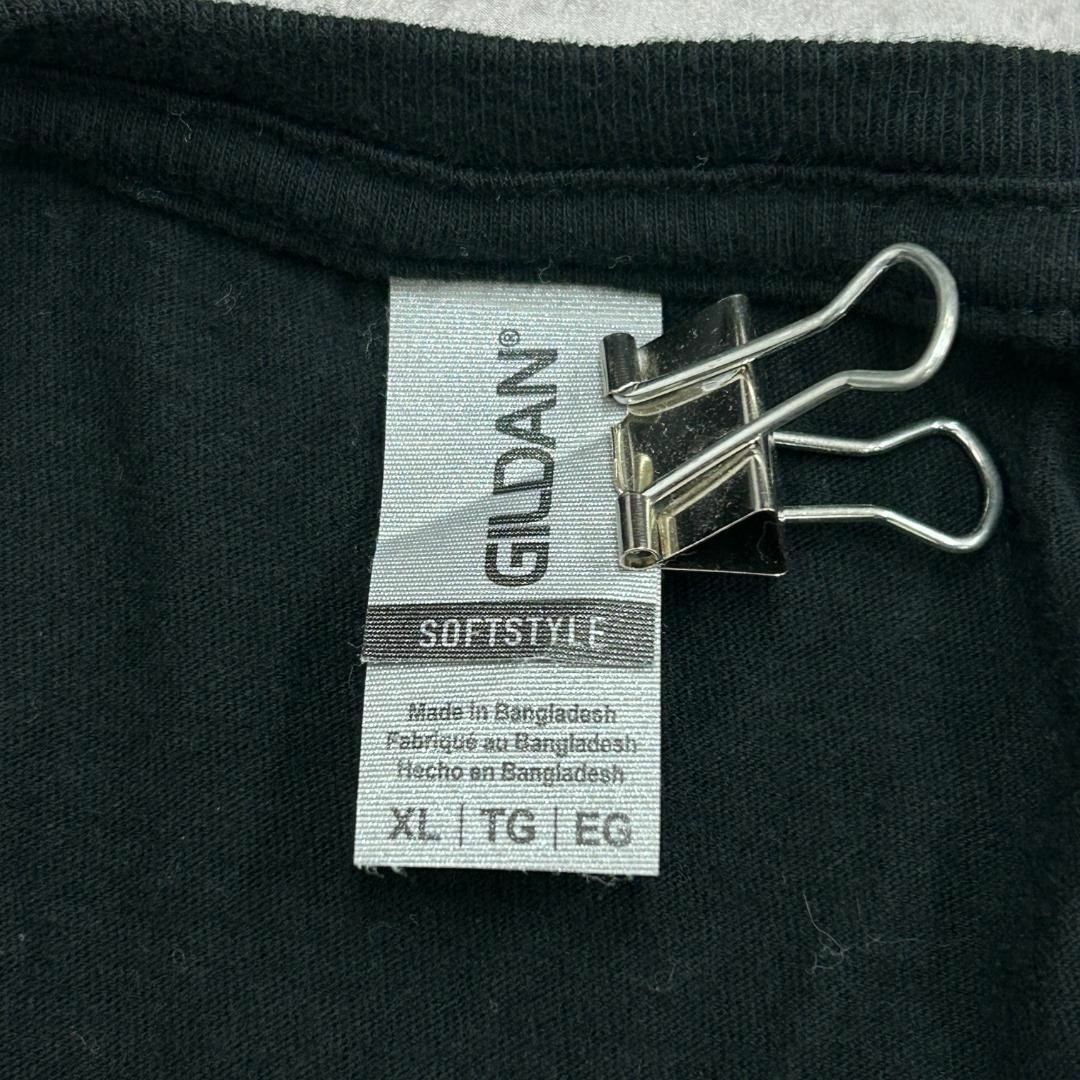 GILDAN®
SOFTSTYLE
Made in Bangladesh
Fabriqué au Bangladesh
Hecho en Bangladesh
XL | TG | EG